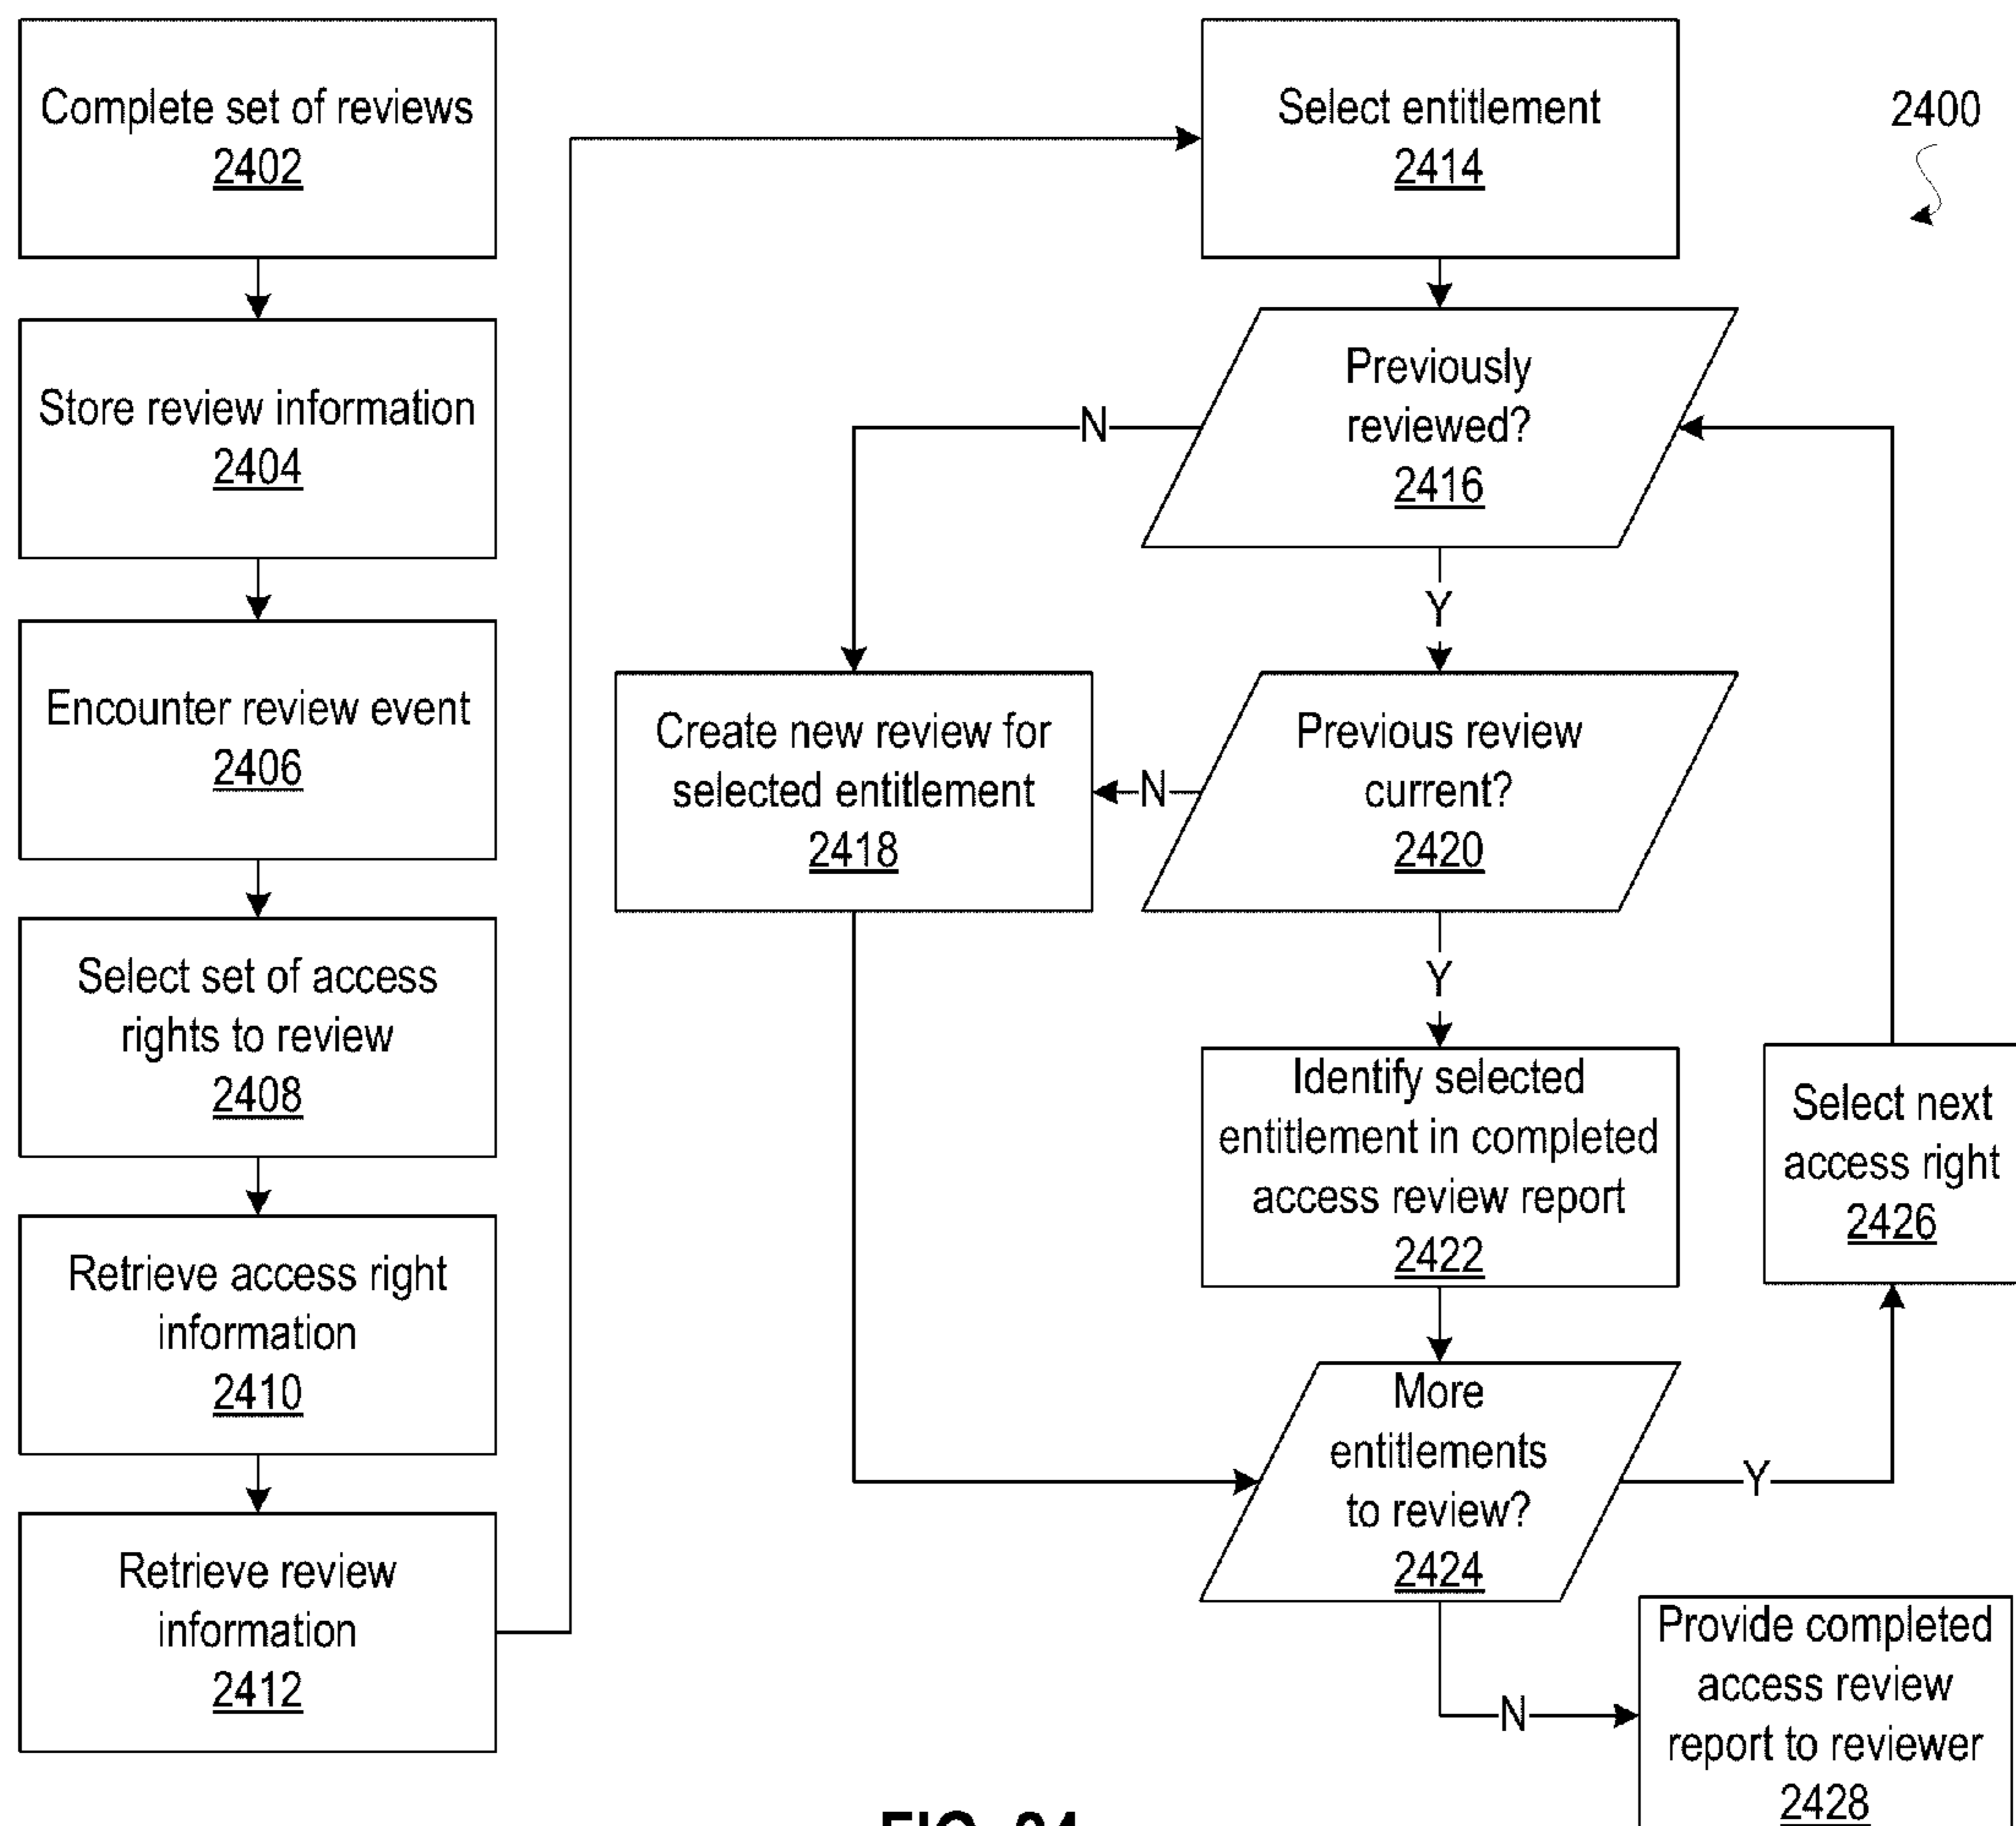 Complete set of reviews
2402
Store review information
2404
Encounter review event
2406
Select set of access
rights to review
2408
Retrieve access right
information
2410
Retrieve review
information
2412
Select entitlement
2414
2400
Previously
reviewed?
2416
N
Y
Create new review for
selected entitlement
2418
N
Previous review
current?
2420
Y
Identify selected
entitlement in completed
access review report
2422
Select next
access right
2426
More
entitlements
to review?
2424
Y
N
Provide completed
access review
report to reviewer
2428